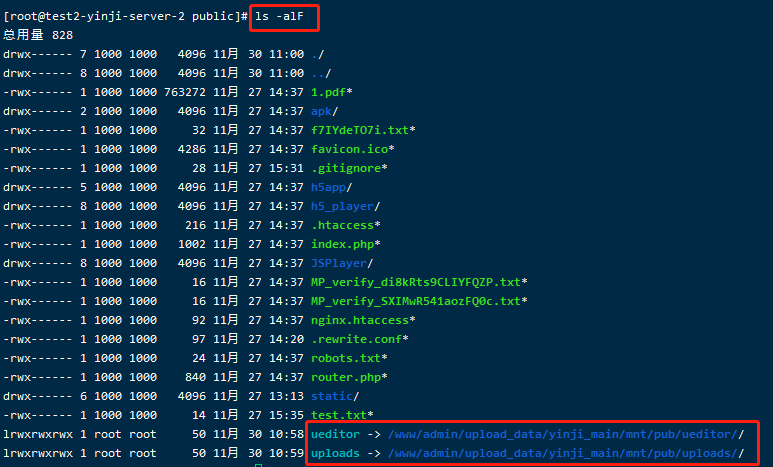 [root@test2-yinji-server-2 public]# ls -alF
总用量 828
drwx------ 7 1000 1000   4096 11月  30 11:00 ./
drwx------ 8 1000 1000   4096 11月  30 11:00 ../
-rwx------ 1 1000 1000 763272 11月  27 14:37 1.pdf*
drwx------ 2 1000 1000   4096 11月  27 14:37 apk/
-rwx------ 1 1000 1000     32 11月  27 14:37 f7IYdeTO7i.txt*
-rwx------ 1 1000 1000   4286 11月  27 14:37 favicon.ico*
-rwx------ 1 1000 1000     28 11月  27 15:31 .gitignore*
drwx------ 5 1000 1000   4096 11月  27 14:37 h5app/
drwx------ 8 1000 1000   4096 11月  27 14:37 h5_player/
-rwx------ 1 1000 1000    216 11月  27 14:37 .htaccess*
-rwx------ 1 1000 1000   1002 11月  27 14:37 index.php*
drwx------ 8 1000 1000   4096 11月  27 14:37 JSPlayer/
-rwx------ 1 1000 1000     16 11月  27 14:37 MP_verify_di8kRts9CLIYFQZP.txt*
-rwx------ 1 1000 1000     16 11月  27 14:37 MP_verify_SXIMwR541aozFQ0c.txt*
-rwx------ 1 1000 1000     92 11月  27 14:37 nginx.htaccess*
-rwx------ 1 1000 1000     97 11月  27 14:20 .rewrite.conf*
-rwx------ 1 1000 1000     24 11月  27 14:37 robots.txt*
-rwx------ 1 1000 1000    840 11月  27 14:37 router.php*
drwx------ 6 1000 1000   4096 11月  27 13:13 static/
-rwx------ 1 1000 1000     14 11月  27 15:35 test.txt*
lrwxrwxrwx 1 root root     50 11月  30 10:58 ueditor -> /www/admin/upload_data/yinji_main/mnt/pub/ueditor//
lrwxrwxrwx 1 root root     50 11月  30 10:59 uploads -> /www/admin/upload_data/yinji_main/mnt/pub/uploads//